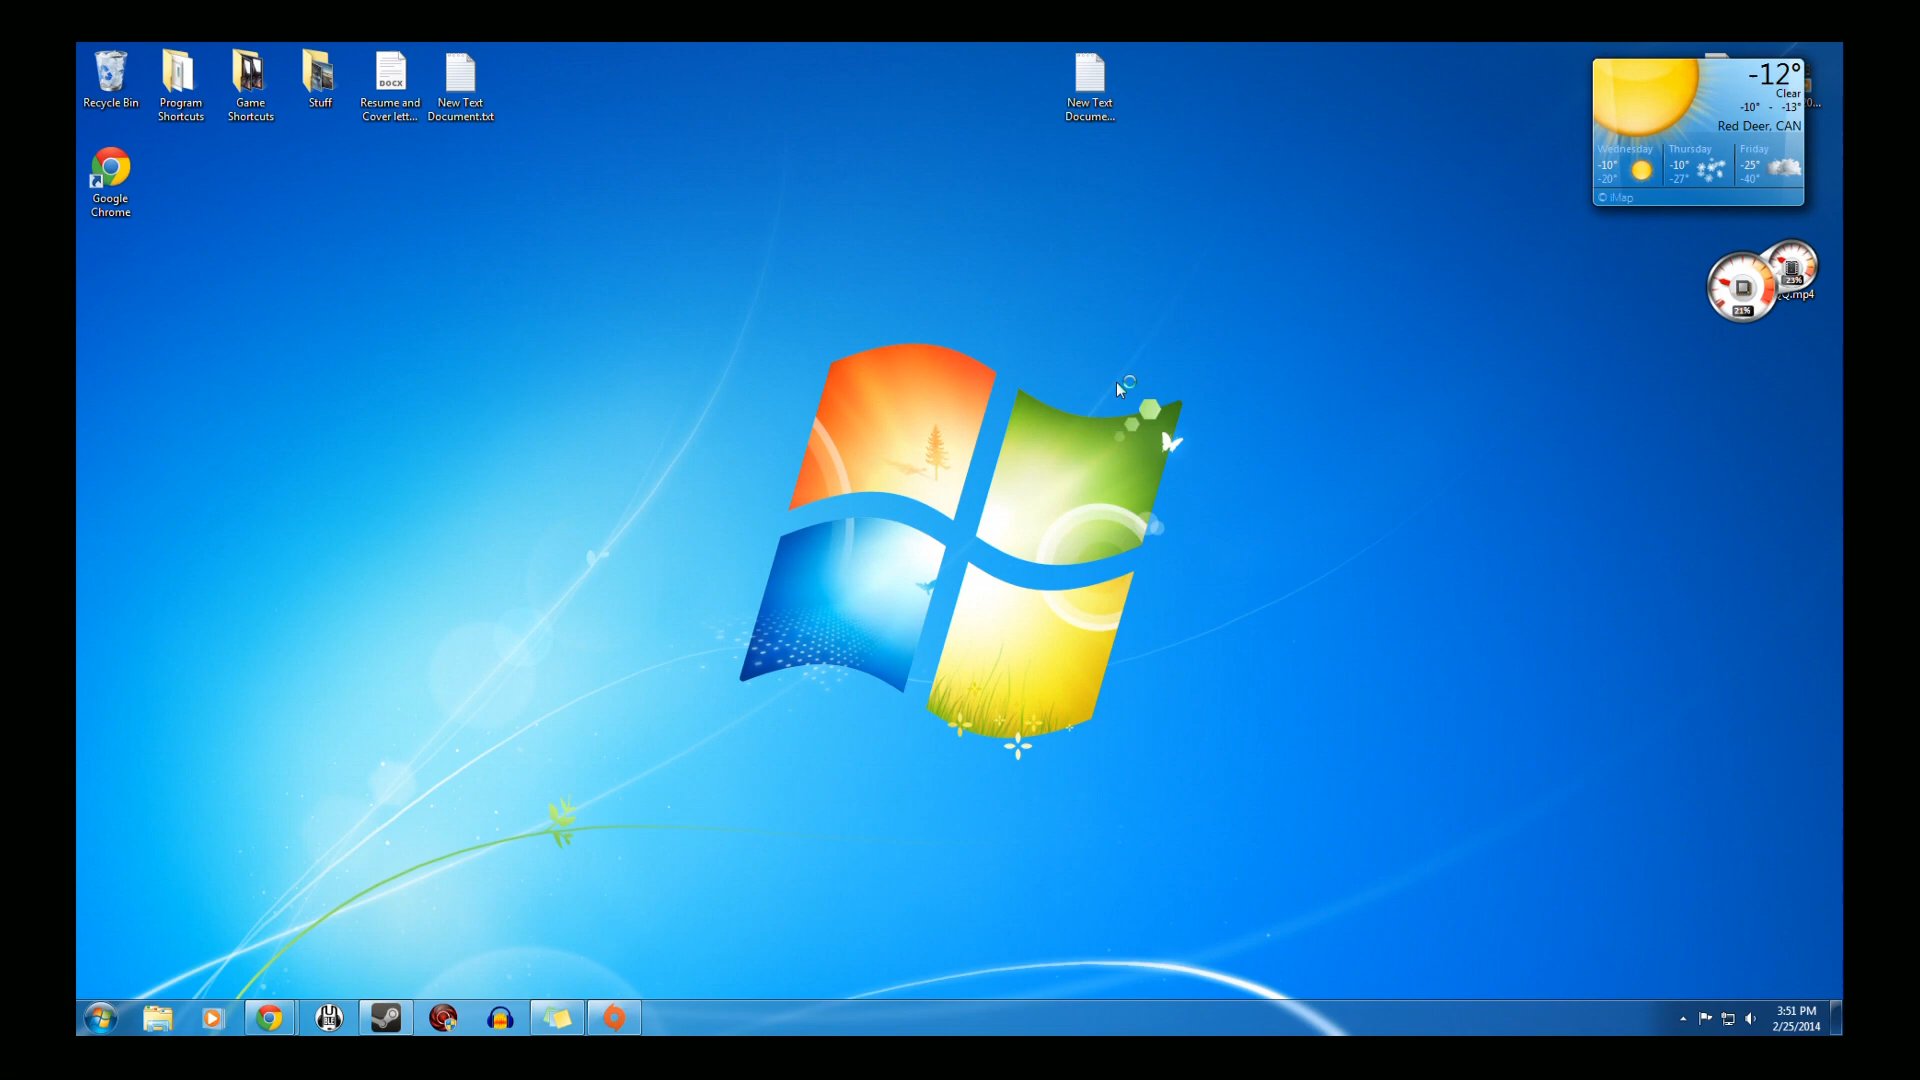 Recycle Bin
Program
Shortcuts
Game
Shortcuts
Stuff
DOCX
Resume and
Cover lett...
New Text
Document.txt
New Text
Docume...
Google
Chrome
-12°
Clear
-10° - -13°
Red Deer, CAN
Wednesday
-10°
-20°
Thursday
-10°
-27°
Friday
-25°
-40°
© iMap
23%
21%
Q.mp4
3:51 PM
2/25/2014